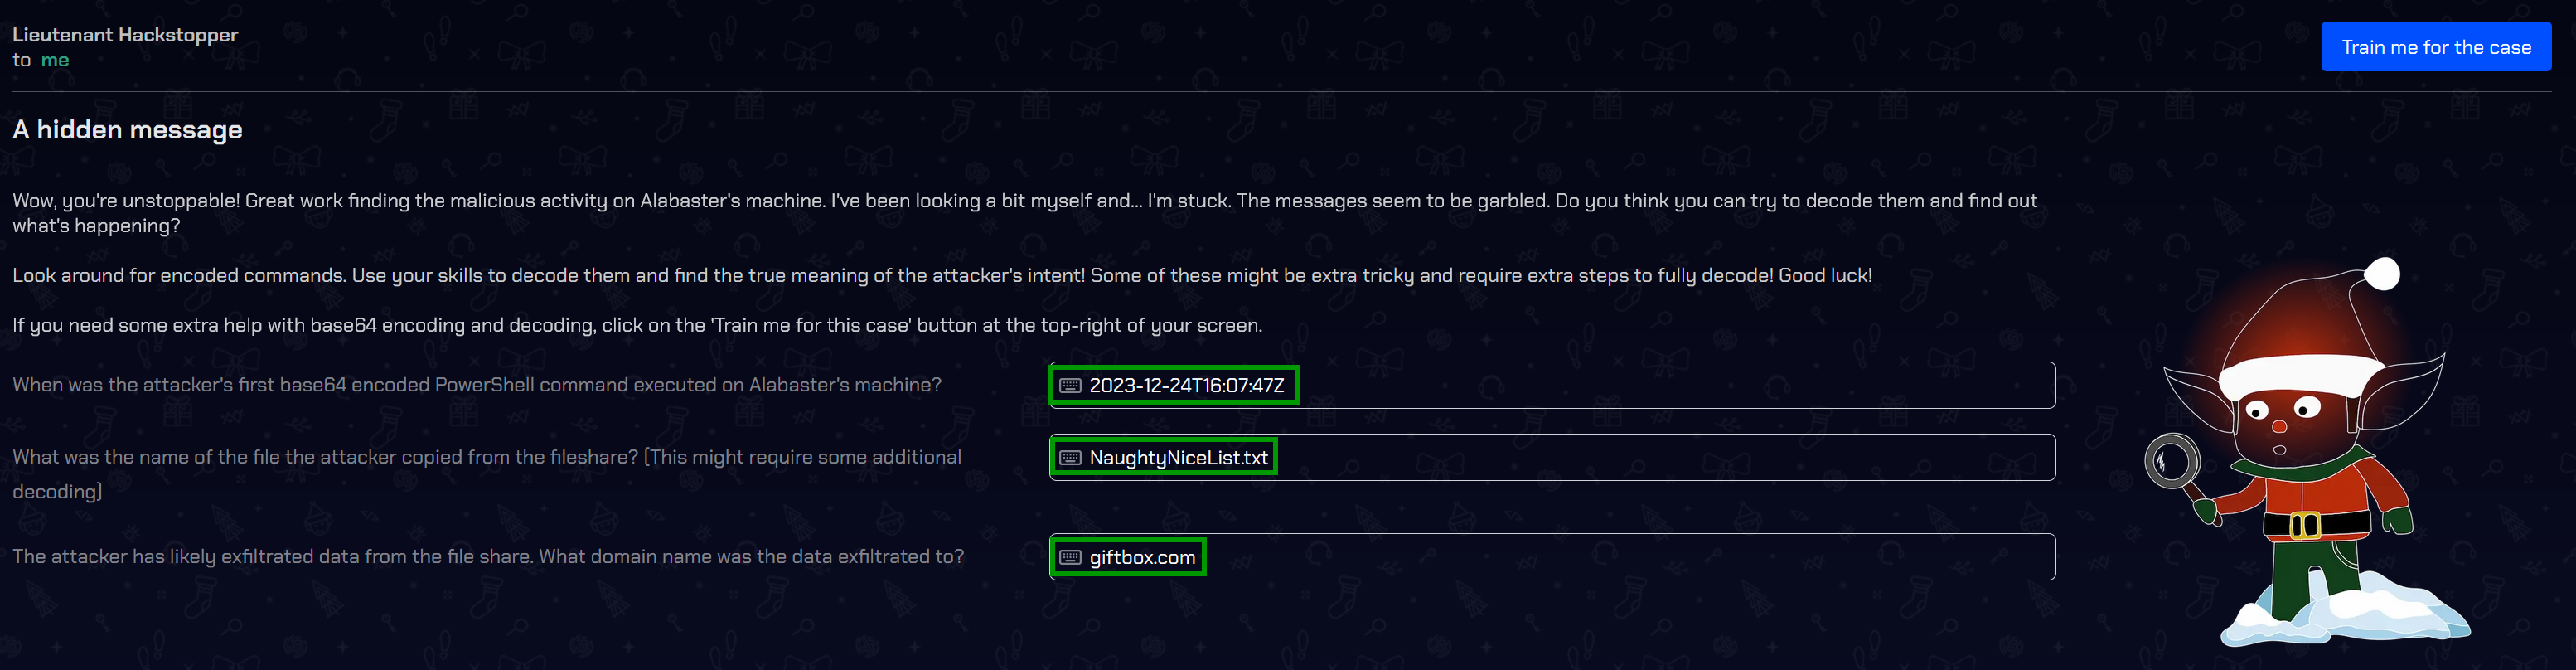 Lieutenant Hackstopper
to me
Train me for the case
A hidden message
Wow, you're unstoppable! Great work finding the malicious activity on Alabaster's machine. I've been looking a bit myself and... I'm stuck. The messages seem to be garbled. Do you think you can try to decode them and find out
what's happening?
Look around for encoded commands. Use your skills to decode them and find the true meaning of the attacker's intent! Some of these might be extra tricky and require extra steps to fully decode! Good luck!
If you need some extra help with base64 encoding and decoding, click on the 'Train me for this case' button at the top-right of your screen.
When was the attacker's first base64 encoded PowerShell command executed on Alabaster's machine?
2023-12-24T16:07:47Z
What was the name of the file the attacker copied from the fileshare? (This might require some additional
decoding)
NaughtyNiceList.txt
The attacker has likely exfiltrated data from the file share. What domain name was the data exfiltrated to?
giftbox.com